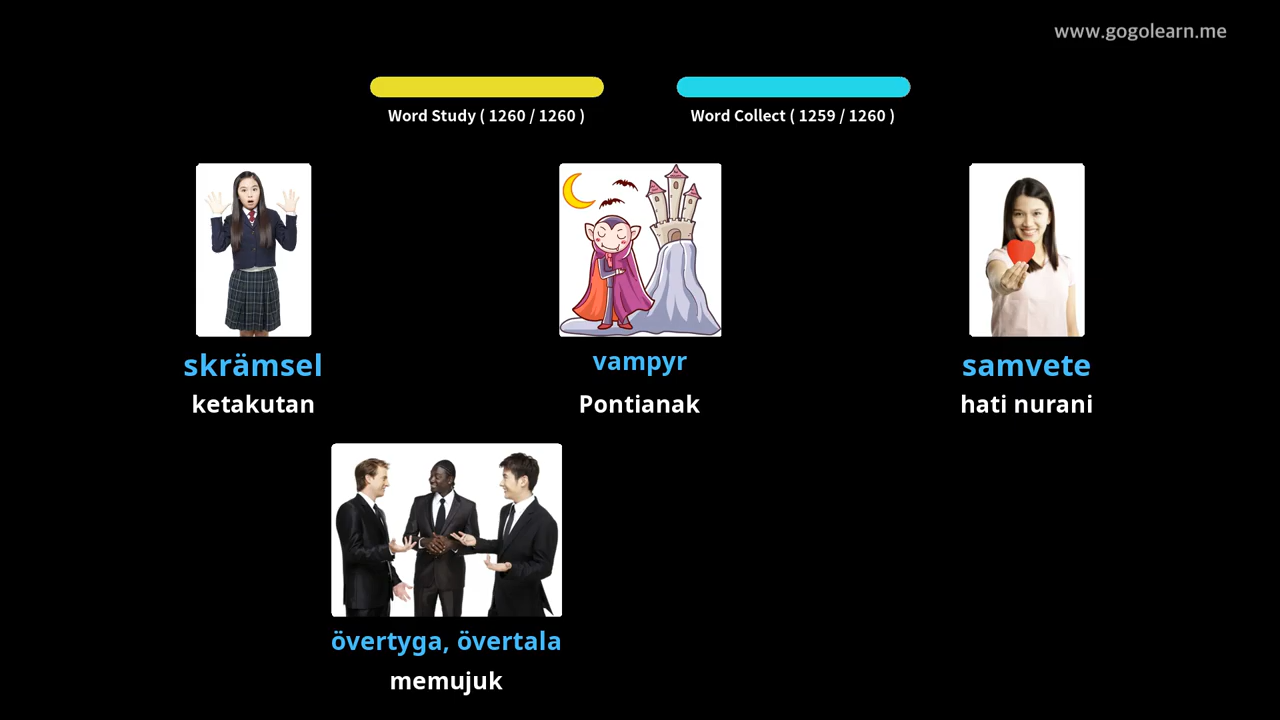 www.gogolearn.me
Word Study ( 1260 / 1260 )
Word Collect ( 1259 / 1260 )
skrämsel
ketakutan
vampyr
Pontianak
samvete
hati nurani
övertyga, övertala
memujuk